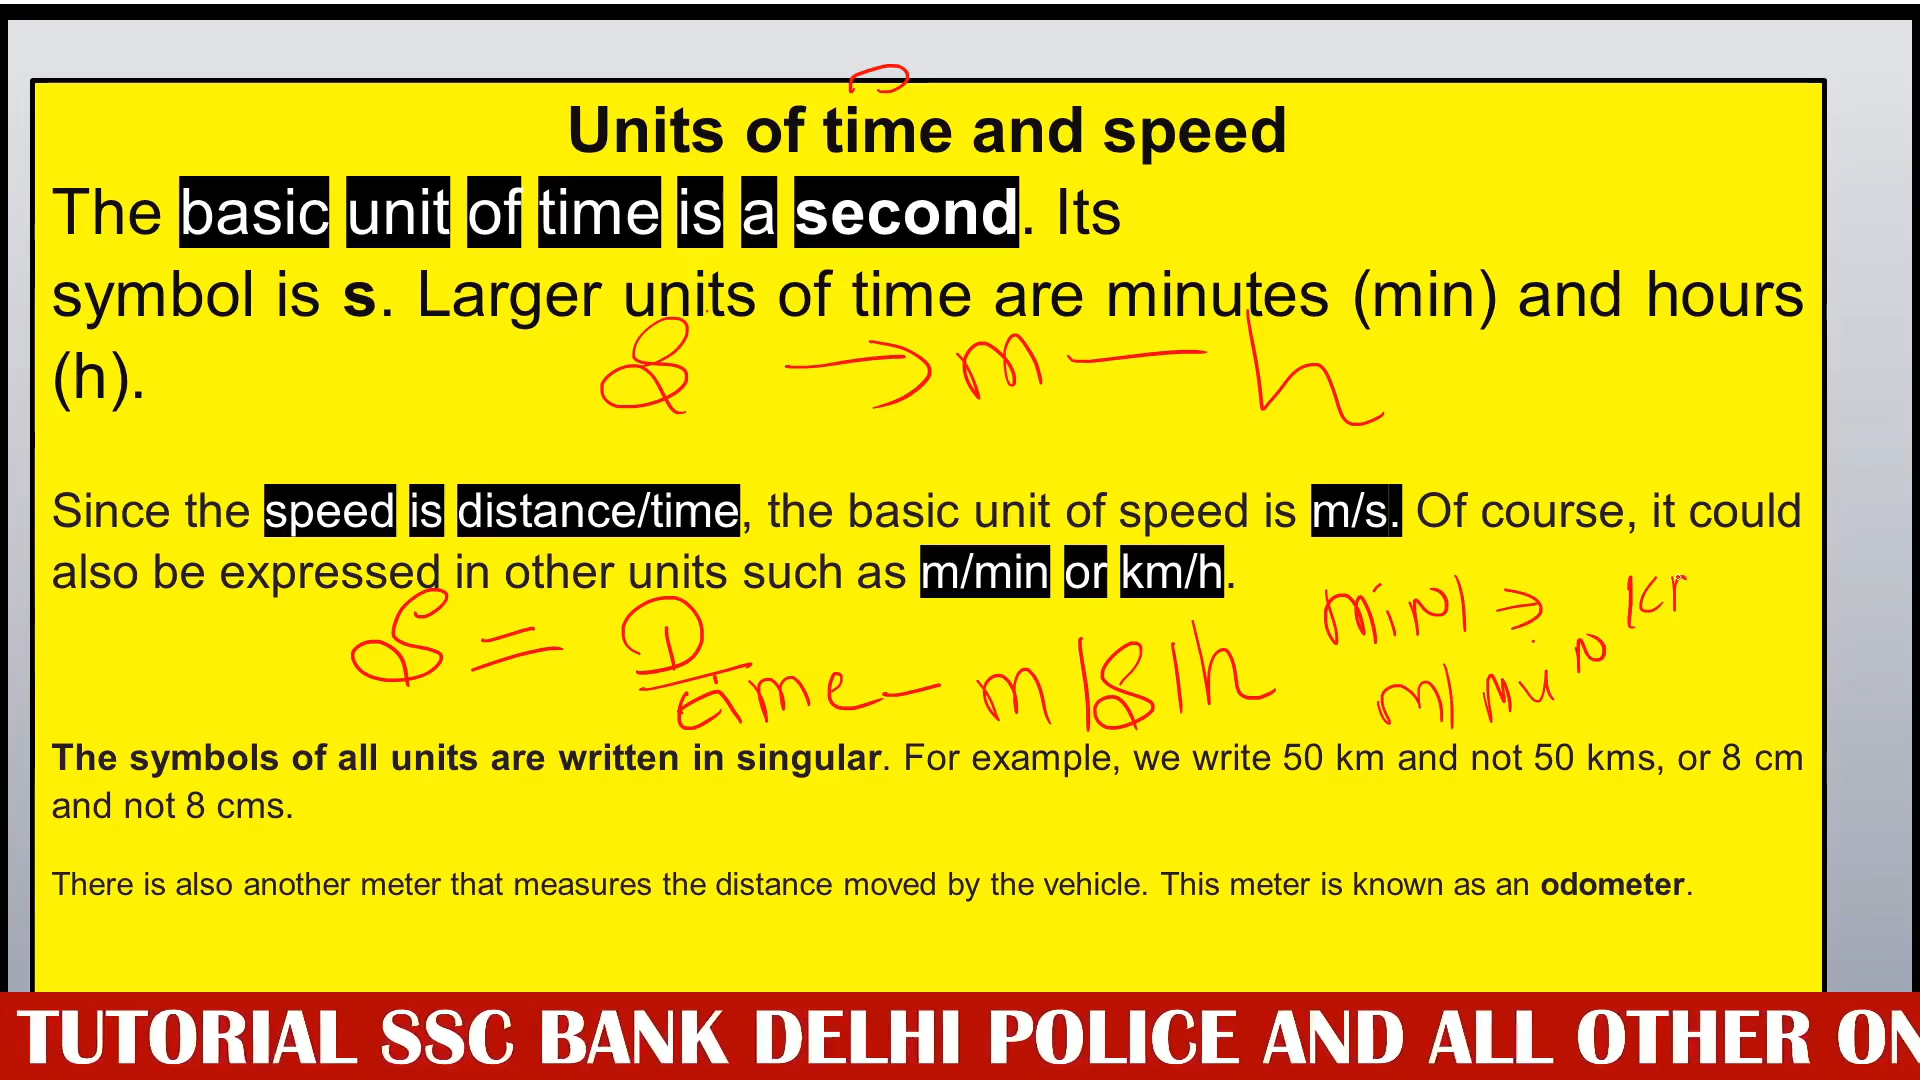 Units of time and speed
The basic unit of time is a second. Its
symbol is s. Larger units of time are minutes (min) and hours
(h).
S → m — h
Since the speed is distance/time, the basic unit of speed is m/s. Of course, it could
also be expressed in other units such as m/min or km/h.
S = D/time — m/S/h
min →
m/min
The symbols of all units are written in singular. For example, we write 50 km and not 50 kms, or 8 cm
and not 8 cms.
There is also another meter that measures the distance moved by the vehicle. This meter is known as an odometer.
TUTORIAL SSC BANK DELHI POLICE AND ALL OTHER ON